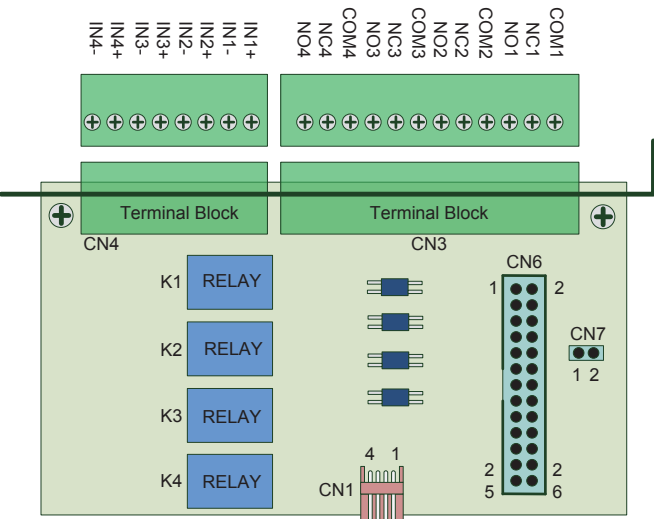 IN4- IN4+ IN3- IN3+ IN2- IN2+ IN1- IN1+
NO4 NC4 COM4 NO3 NC3 COM3 NO2 NC2 COM2 NO1 NC1 COM1
Terminal Block Terminal Block
CN4 CN3
CN6
K1 RELAY
1 2
CN7
1 2
K2 RELAY
K3 RELAY
4 1
K4 RELAY
CN1
2 2
5 6